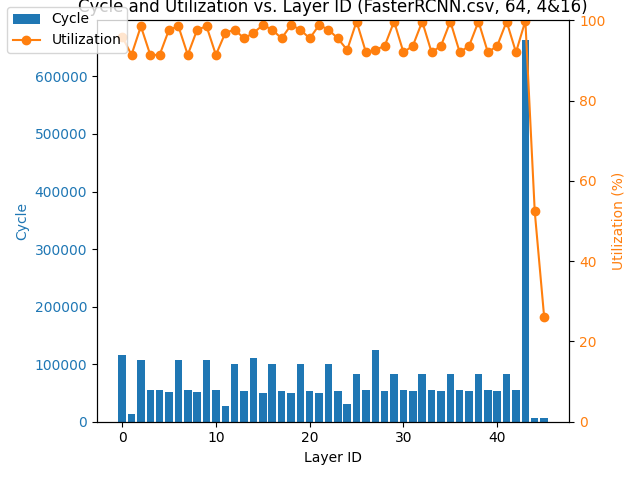 Cycle and Utilization vs. Layer ID (FasterRCNN.csv, 64, 4&16)
Cycle
Utilization
600000
500000
400000
300000
200000
100000
0
Cycle
100
80
60
40
20
0
Utilization (%)
0 10 20 30 40
Layer ID